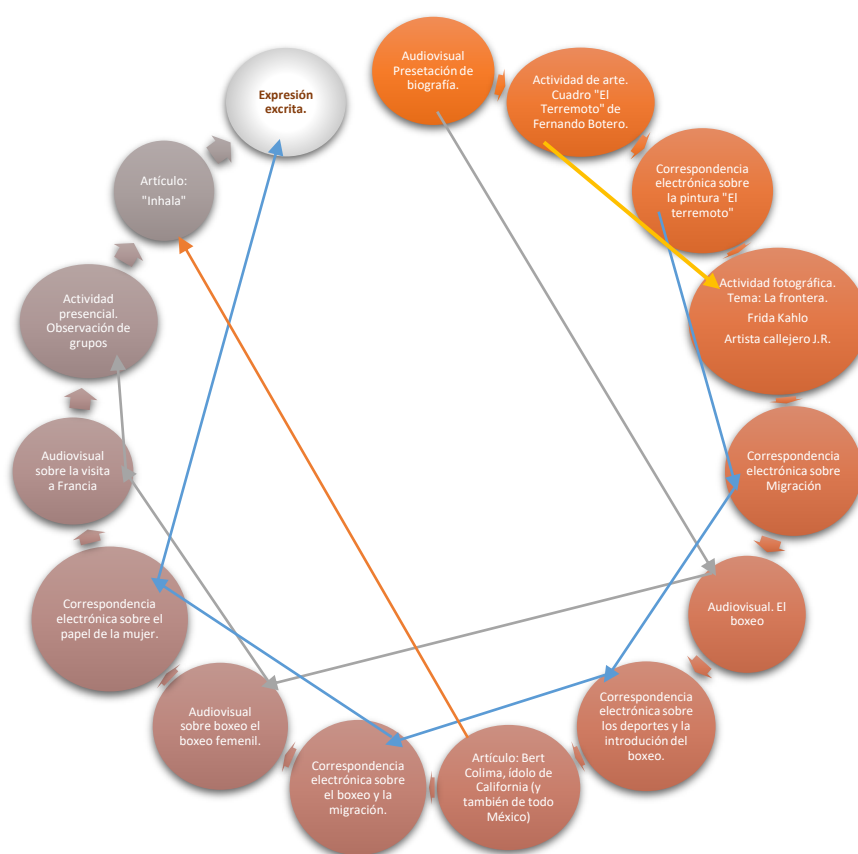 Audiovisual
Presetación de
biografía.
Actividad de arte.
Cuadro "El
Terremoto" de
Fernando Botero.
Correspondencia
electrónica sobre
la pintura "El
terremoto"
Actividad fotográfica.
Tema: La frontera.
Frida Kahlo
Artista callejero J.R.
Correspondencia
electrónica sobre
Migración
Audiovisual. El
boxeo
Correspondencia
electrónica sobre
los deportes y la
introdución del
boxeo.
Artículo: Bert
Colima, ídolo de
California (y
también de todo
México)
Correspondencia
electrónica sobre
el boxeo y la
migración.
Audiovisual
sobre boxeo el
boxeo femenil.
Correspondencia
electrónica sobre el
papel de la mujer.
Audiovisual
sobre la visita
a Francia
Actividad
presencial.
Observación de
grupos
Artículo:
"Inhala"
Expresión
excrita.